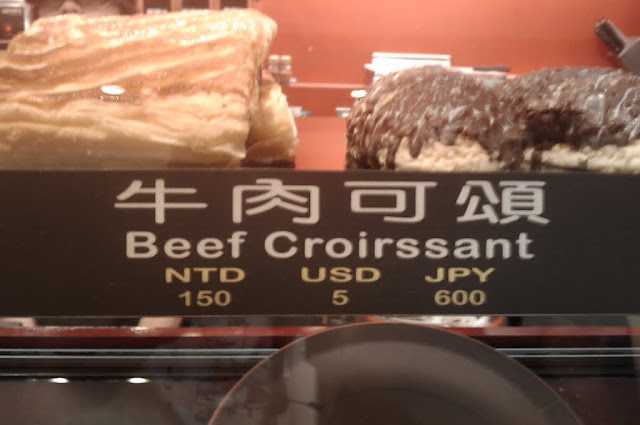 牛肉可頌
Beef Croirssant
NTD USD JPY
150 5 600